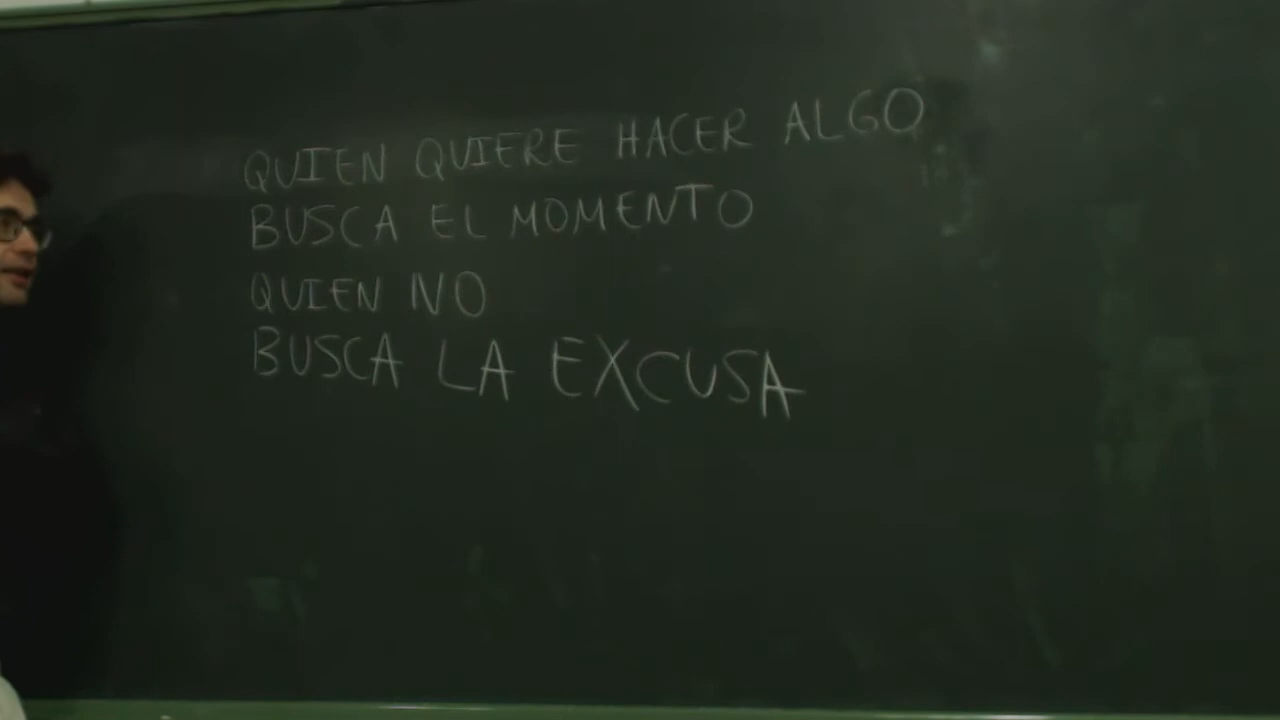 QUIEN QUIERE HACER ALGO
BUSCA EL MOMENTO
QUIEN NO
BUSCA LA EXCUSA